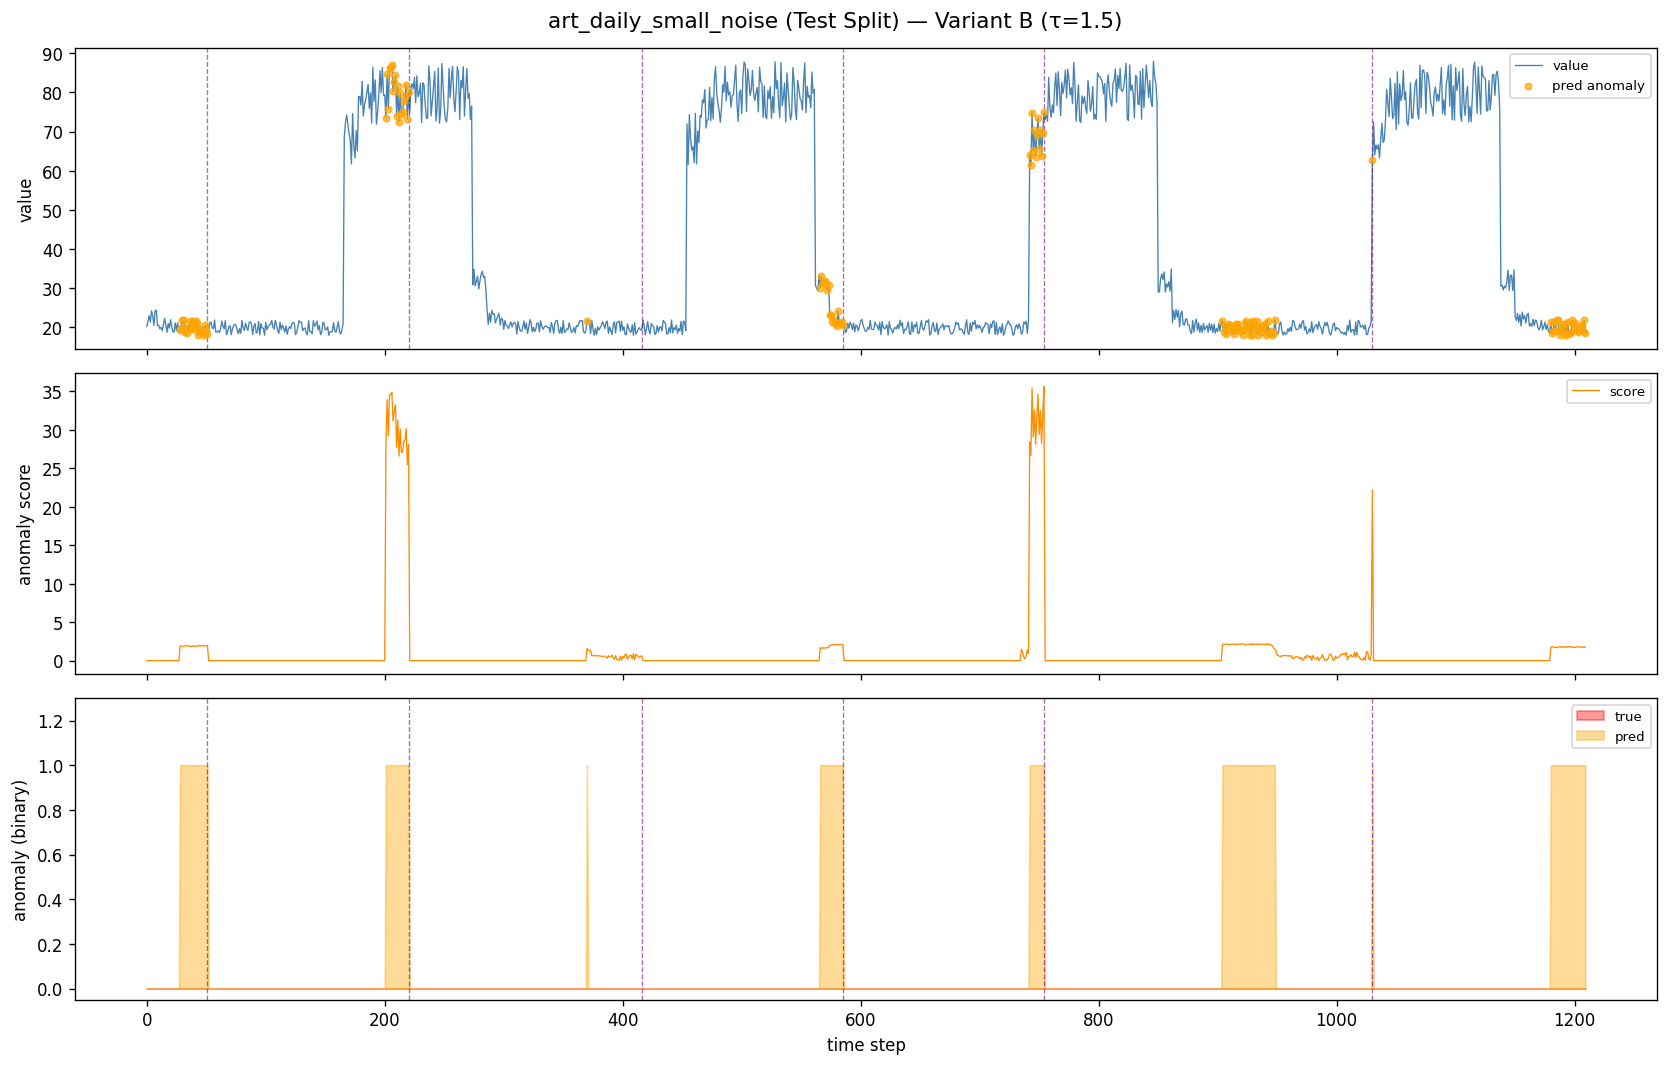 art_daily_small_noise (Test Split) — Variant B (τ=1.5)
90
80
70
60
50
40
30
20
value
value
pred anomaly
35
30
25
20
15
10
5
0
anomaly score
score
1.2
1.0
0.8
0.6
0.4
0.2
0.0
anomaly (binary)
true
pred
0 200 400 600 800 1000 1200
time step